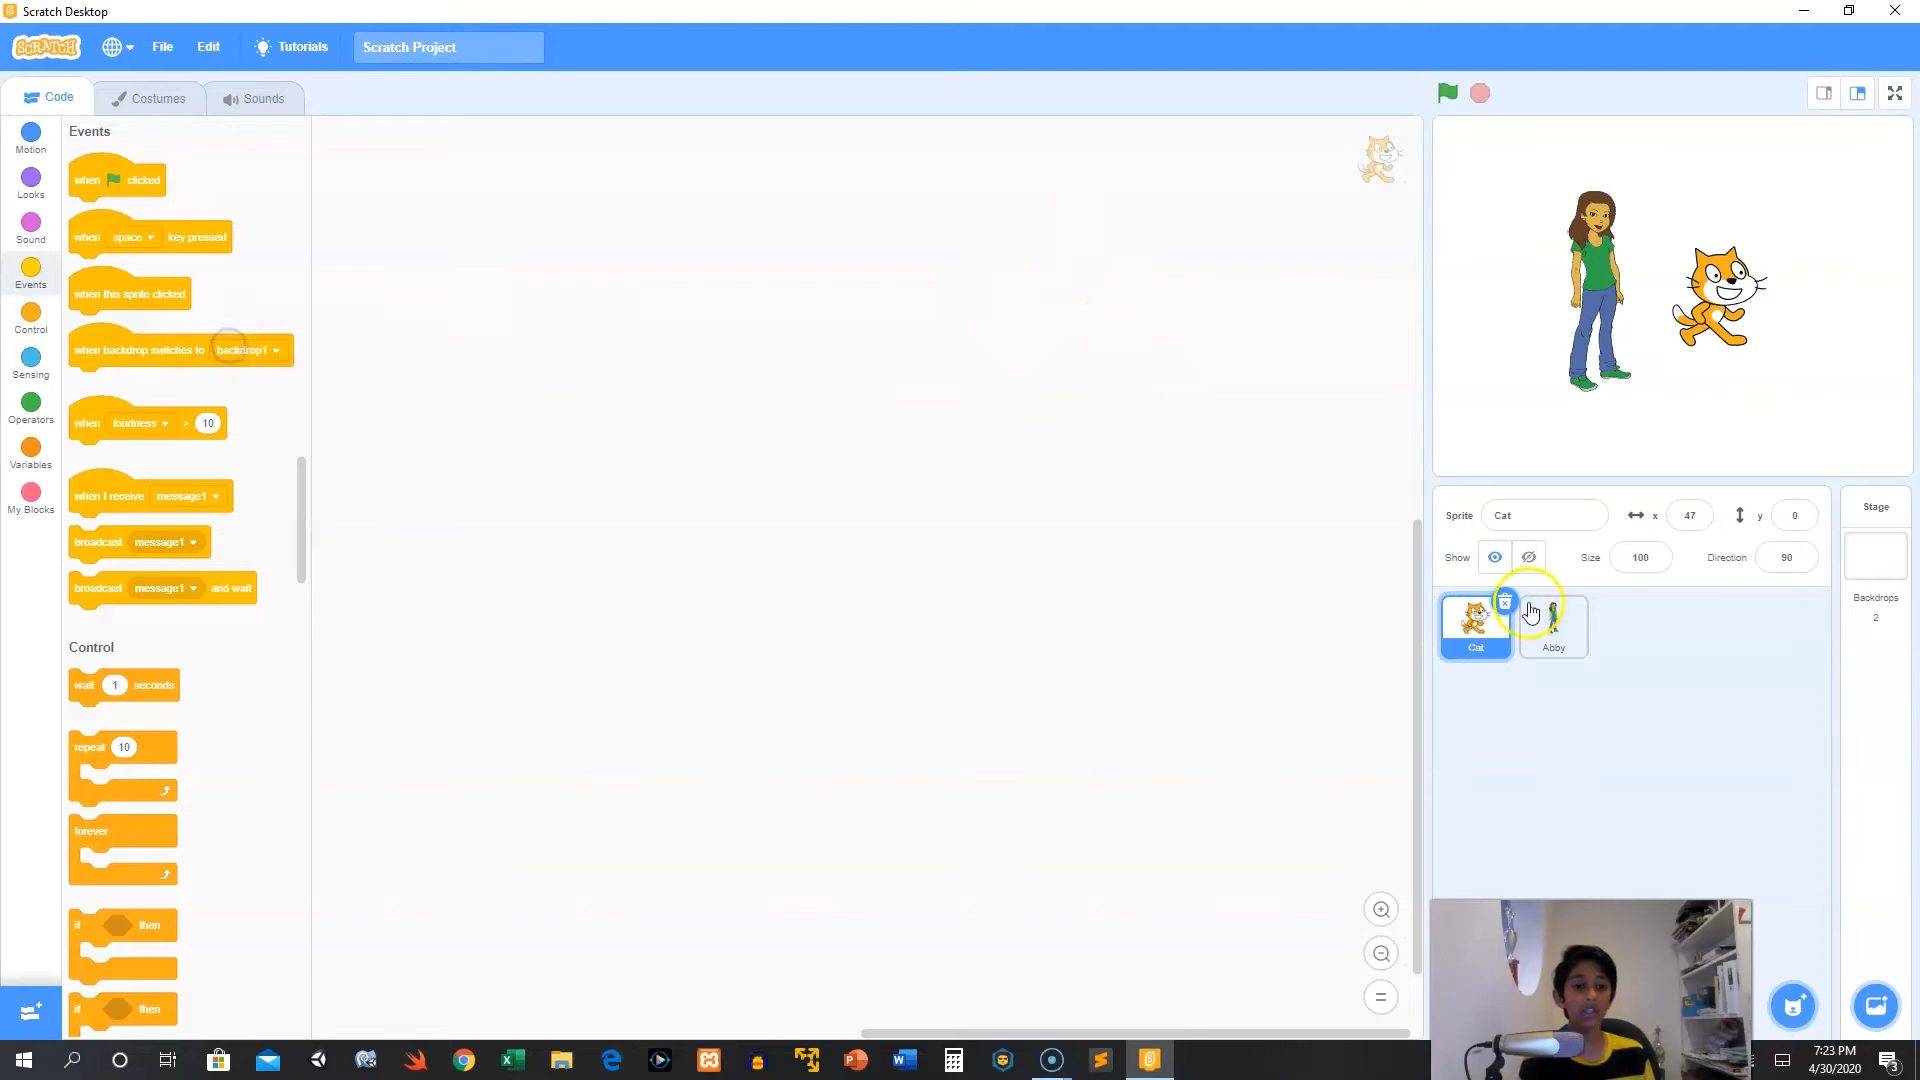 Scratch Desktop
SCRATCH File Edit Tutorials Scratch Project
Code Costumes Sounds
Motion
Looks
Sound
Events
Control
Sensing
Operators
Variables
My Blocks
Events
when clicked
when space key pressed
when this sprite clicked
when backdrop switches to backdrop1
when loudness > 10
when I receive message1
broadcast message1
broadcast message1 and wait
Control
wait 1 seconds
repeat 10
forever
if then
if then
Sprite Cat x 47 y 0
Show Size 100 Direction 90
Cat
Abby
Stage
Backdrops
2
7:23 PM
4/30/2020
3